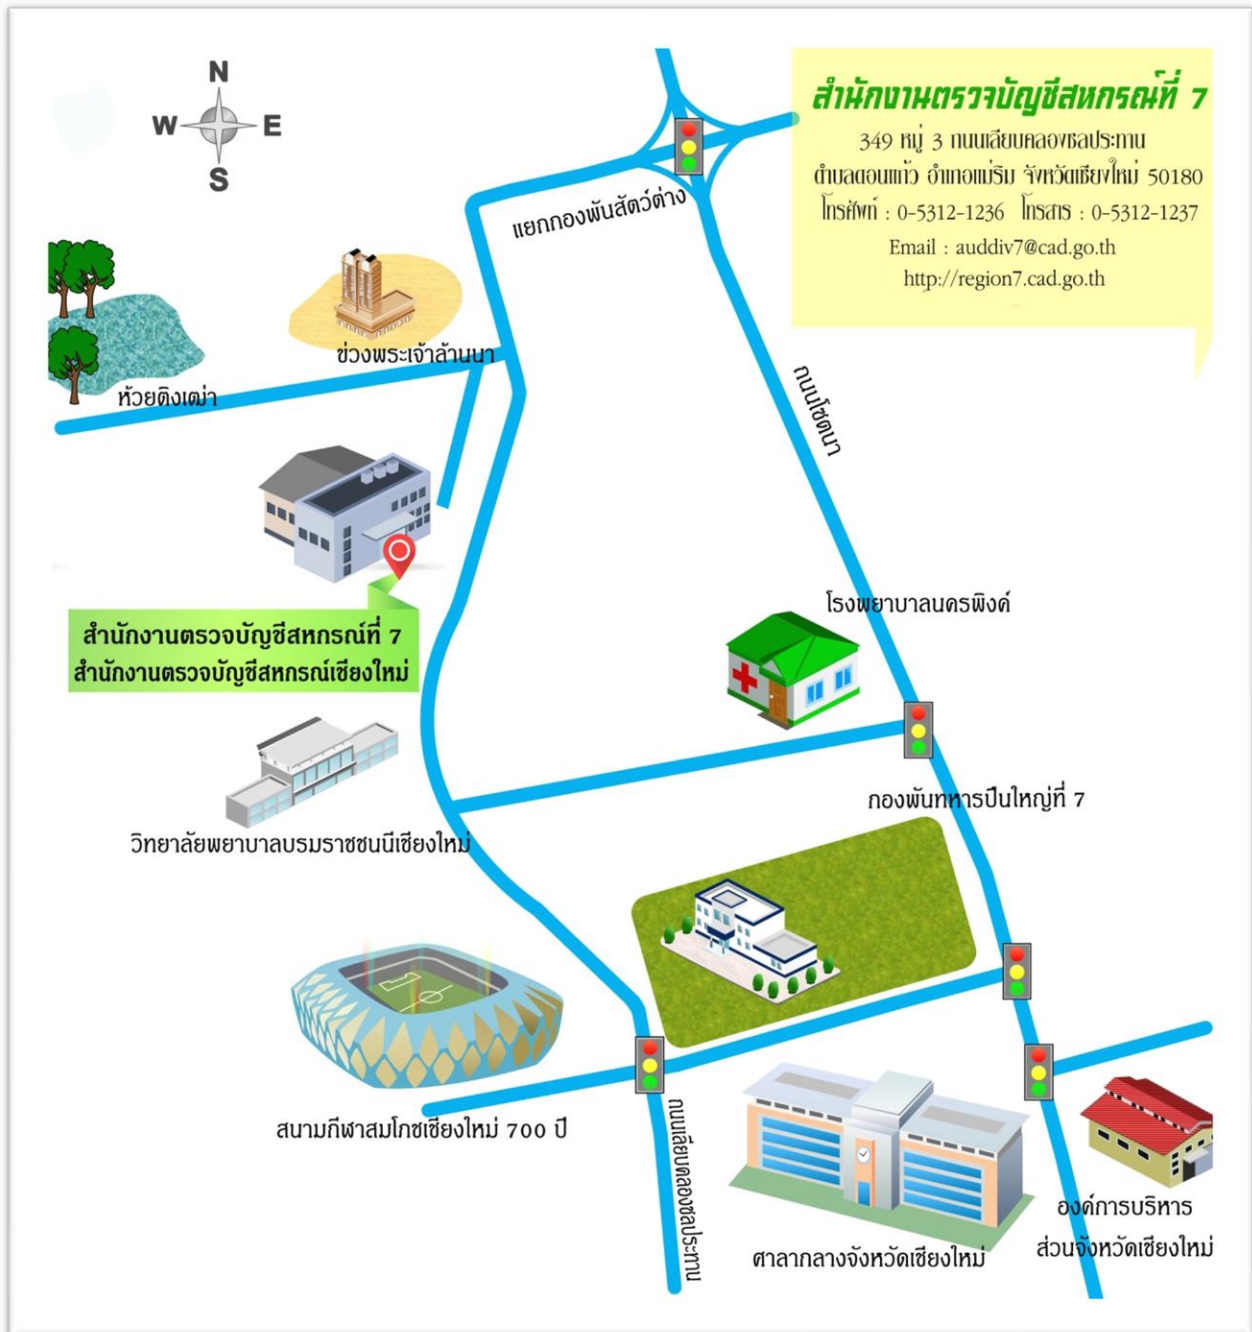 N
W E
S
สำนักงานตรวจบัญชีสหกรณ์ที่ 7
349 หมู่ 3 ถนนเลียบคลองชลประทาน
ตำบลดอนแก้ว อำเภอแม่ริม จังหวัดเชียงใหม่ 50180
โทรศัพท์ : 0-5312-1236 โทรสาร : 0-5312-1237
Email : auddiv7@cad.go.th
http://region7.cad.go.th
แยกกองพันสัตว์ต่าง
ข่วงพระเจ้าล้านนา
ห้วยตึงเฒ่า
ถนนโชตนา
สำนักงานตรวจบัญชีสหกรณ์ที่ 7
สำนักงานตรวจบัญชีสหกรณ์เชียงใหม่
โรงพยาบาลนครพิงค์
กองพันทหารปืนใหญ่ที่ 7
วิทยาลัยพยาบาลบรมราชชนนีเชียงใหม่
สนามกีฬาสมโภชเชียงใหม่ 700 ปี
ถนนเลียบคลองชลประทาน
ศาลากลางจังหวัดเชียงใหม่
องค์การบริหาร
ส่วนจังหวัดเชียงใหม่